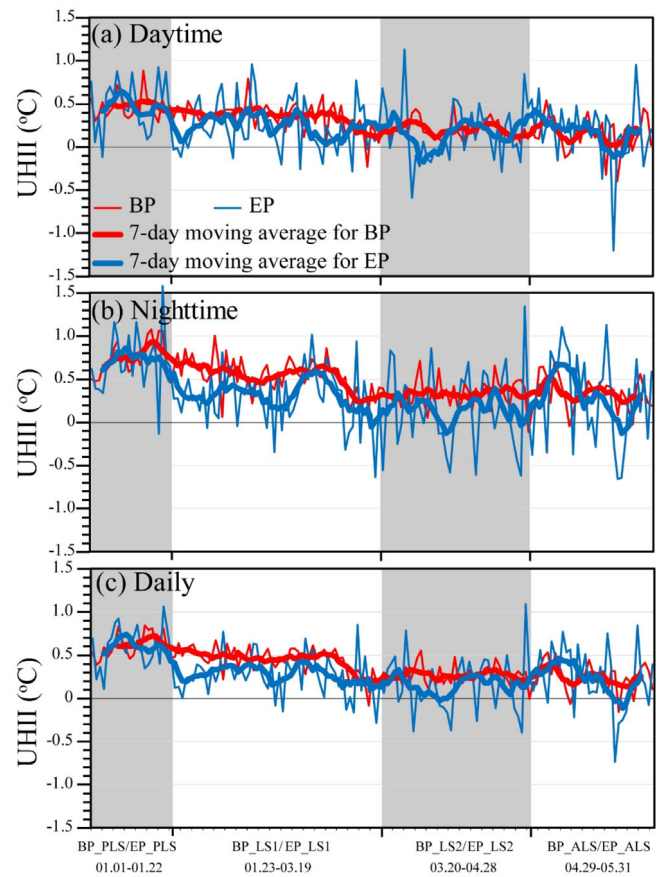 (a) Daytime
1.5
1.0
0.5
0
-0.5
-1.0
-1.5
UHII (°C)
BP EP
7-day moving average for BP
7-day moving average for EP
(b) Nighttime
1.5
1.0
0.5
0
-0.5
-1.0
-1.5
UHII (°C)
(c) Daily
1.5
1.0
0.5
0
-0.5
-1.0
-1.5
UHII (°C)
BP_PLS/EP_PLS BP_LS1/EP_LS1 BP_LS2/EP_LS2 BP_ALS/EP_ALS
01.01-01.22 01.23-03.19 03.20-04.28 04.29-05.31